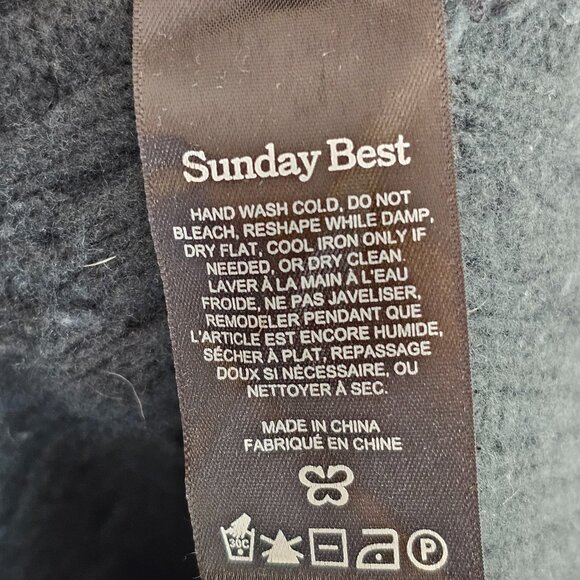 Sunday Best
HAND WASH COLD, DO NOT
BLEACH, RESHAPE WHILE DAMP,
DRY FLAT, COOL IRON ONLY IF
NEEDED, OR DRY CLEAN.
LAVER À LA MAIN À L'EAU
FROIDE, NE PAS JAVELISER,
REMODELER PENDANT QUE
L'ARTICLE EST ENCORE HUMIDE,
SÉCHER À PLAT, REPASSAGE
DOUX SI NÉCESSAIRE, OU
NETTOYER À SEC.
MADE IN CHINA
FABRIQUÉ EN CHINE
30C P